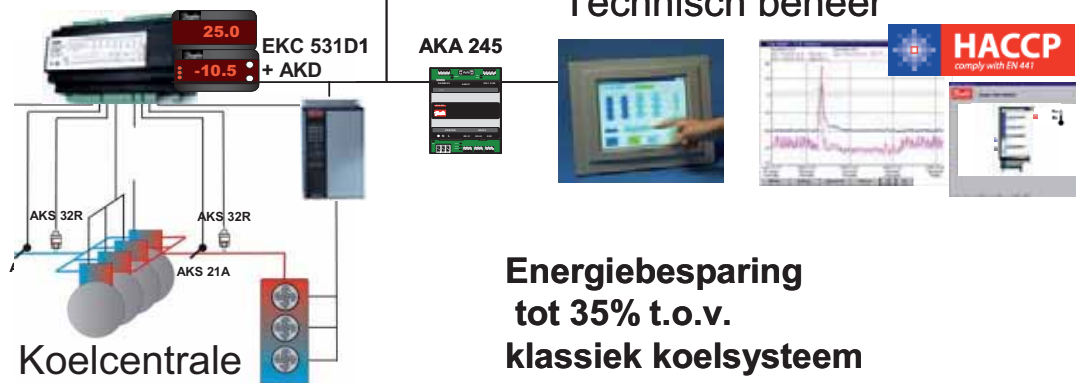 Technisch beheer
25.0
-10.5
EKC 531D1
+ AKD
AKA 245
HACCP
comply with EN 441
AKS 32R
AKS 32R
AKS 21A
Koelcentrale
Energiebesparing
tot 35% t.o.v.
klassiek koelsysteem